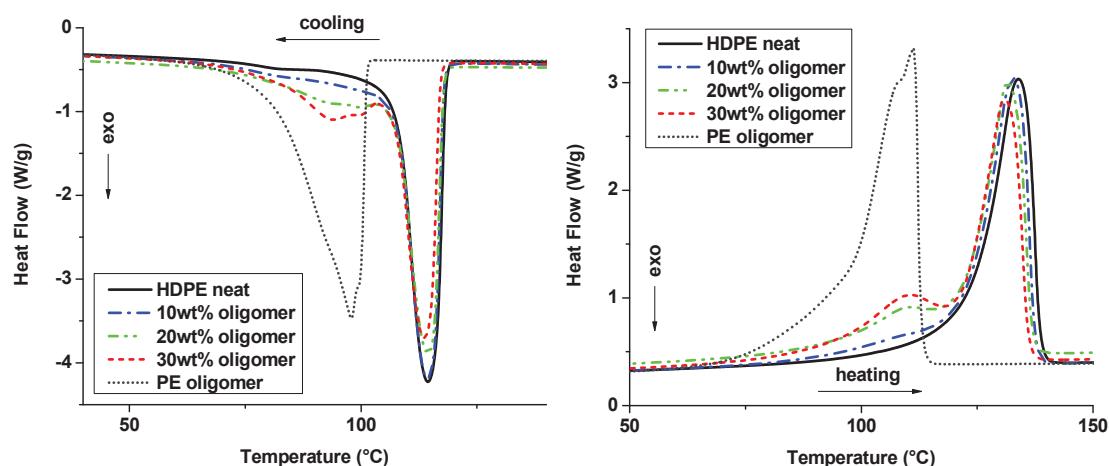 cooling
0
-1
-2
-3
-4
Heat Flow (W/g)
exo
HDPE neat
10wt% oligomer
20wt% oligomer
30wt% oligomer
PE oligomer
50
100
Temperature (°C)
HDPE neat
10wt% oligomer
20wt% oligomer
30wt% oligomer
PE oligomer
3
2
1
0
Heat Flow (W/g)
exo
heating
50
100
150
Temperature (°C)